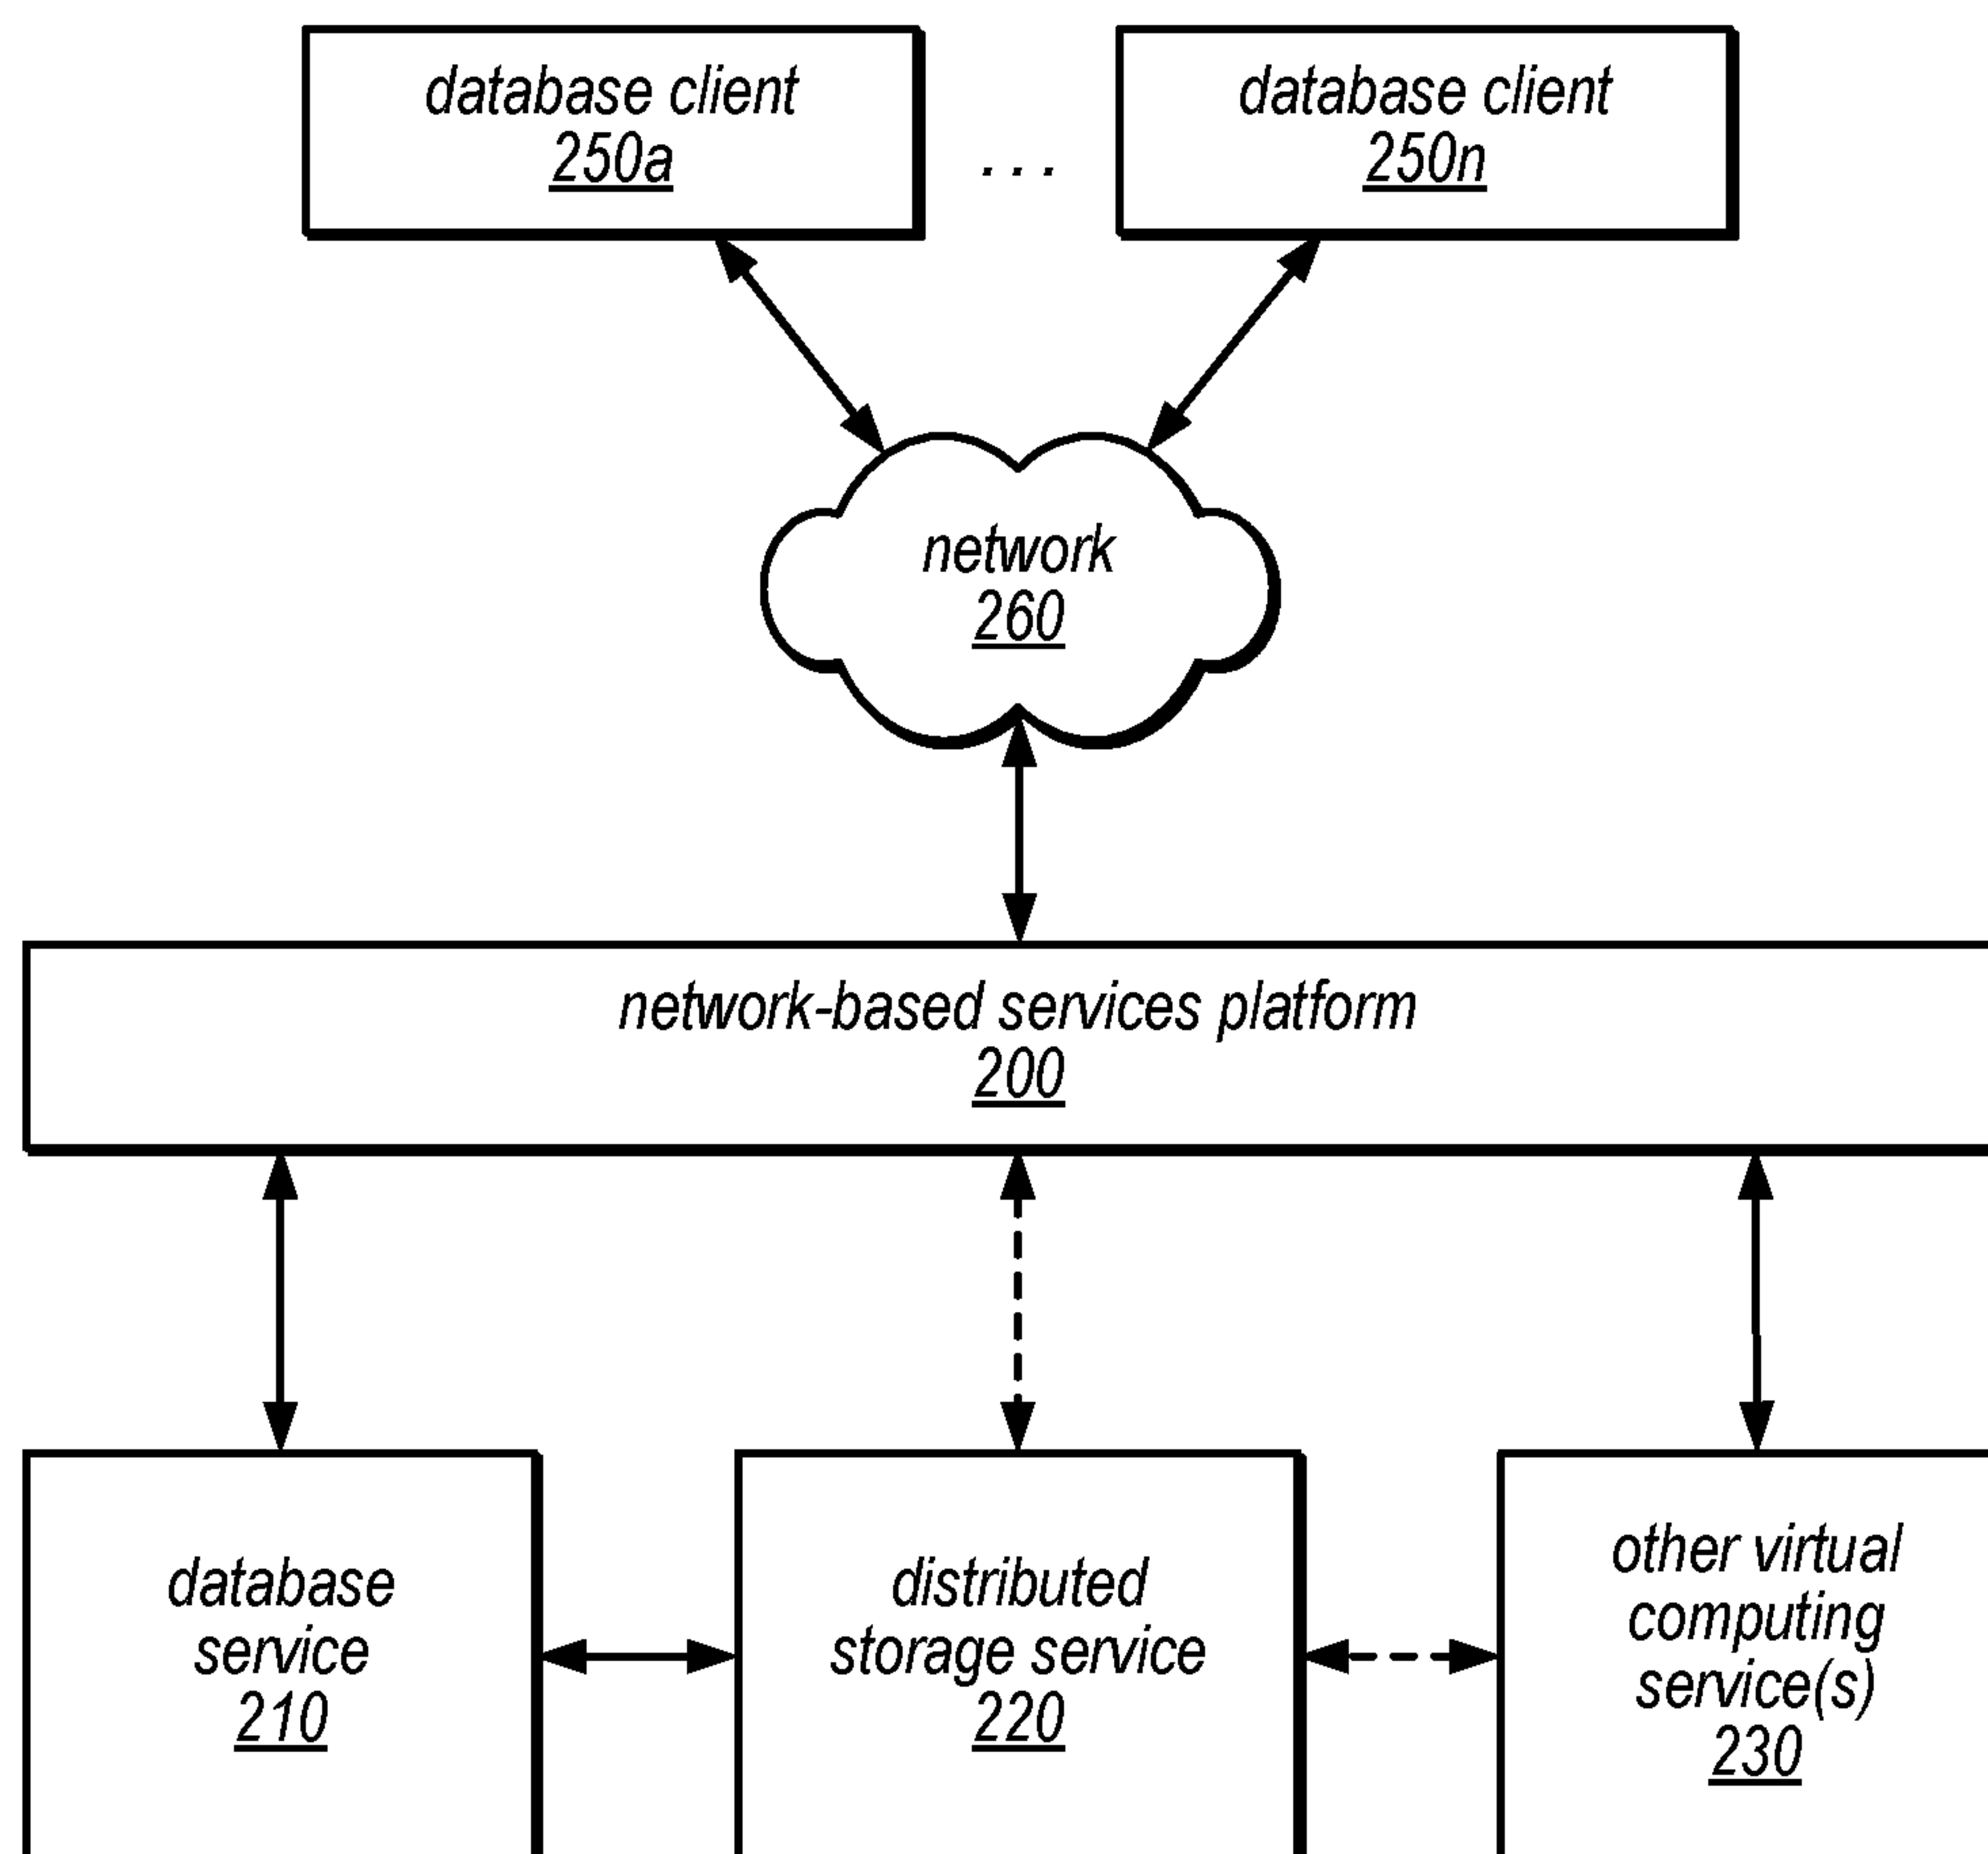 database client
250a
. . .
database client
250n
network
260
network-based services platform
200
database
service
210
distributed
storage service
220
other virtual
computing
service(s)
230